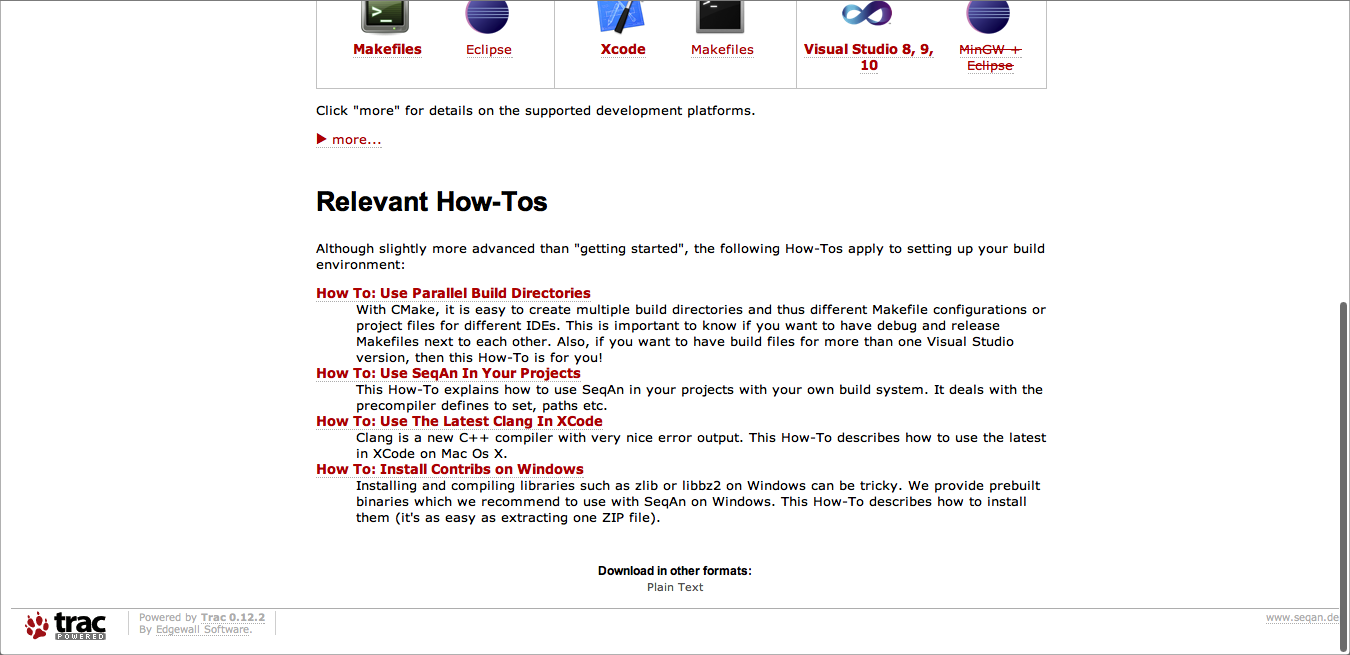 Makefiles Eclipse Xcode Makefiles Visual Studio 8, 9, MinGW +
10 Eclipse
Click "more" for details on the supported development platforms.
more...
Relevant How-Tos
Although slightly more advanced than "getting started", the following How-Tos apply to setting up your build
environment:
How To: Use Parallel Build Directories
With CMake, it is easy to create multiple build directories and thus different Makefile configurations or
project files for different IDEs. This is important to know if you want to have debug and release
Makefiles next to each other. Also, if you want to have build files for more than one Visual Studio
version, then this How-To is for you!
How To: Use SeqAn In Your Projects
This How-To explains how to use SeqAn in your projects with your own build system. It deals with the
precompiler defines to set, paths etc.
How To: Use The Latest Clang In XCode
Clang is a new C++ compiler with very nice error output. This How-To describes how to use the latest
in XCode on Mac Os X.
How To: Install Contribs on Windows
Installing and compiling libraries such as zlib or libbz2 on Windows can be tricky. We provide prebuilt
binaries which we recommend to use with SeqAn on Windows. This How-To describes how to install
them (it's as easy as extracting one ZIP file).
Download in other formats:
Plain Text
trac
POWERED
Powered by Trac 0.12.2
By Edgewall Software.
www.seqan.de